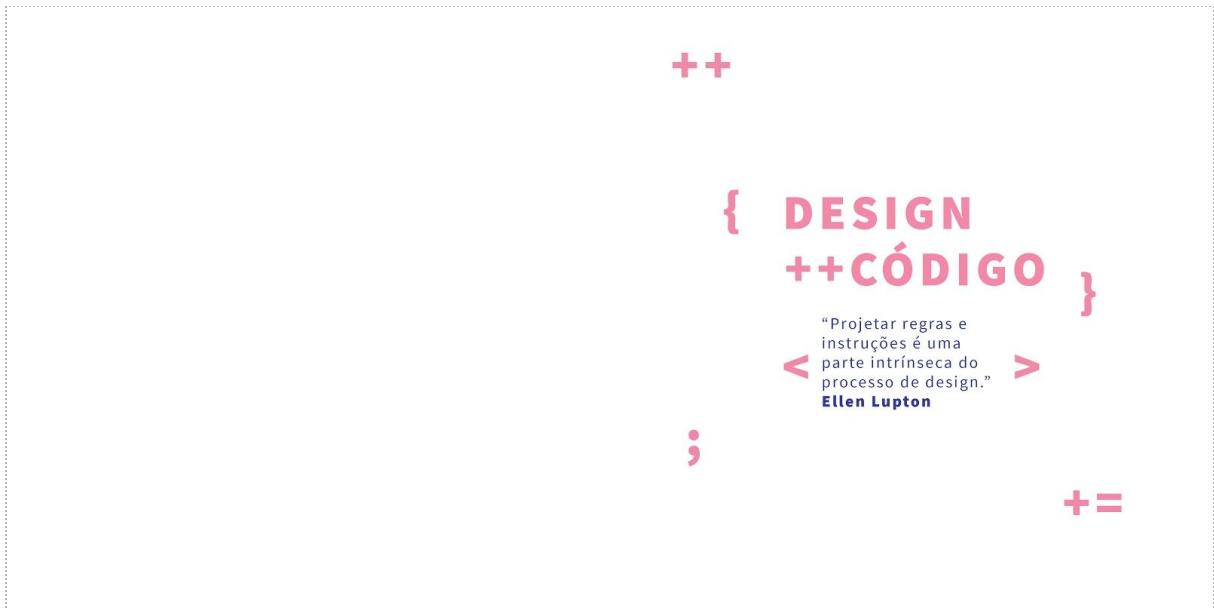 ++
{ DESIGN
++CÓDIGO }
“Projetar regras e
instruções é uma
< parte intrínseca do >
processo de design.”
Ellen Lupton
;
+=